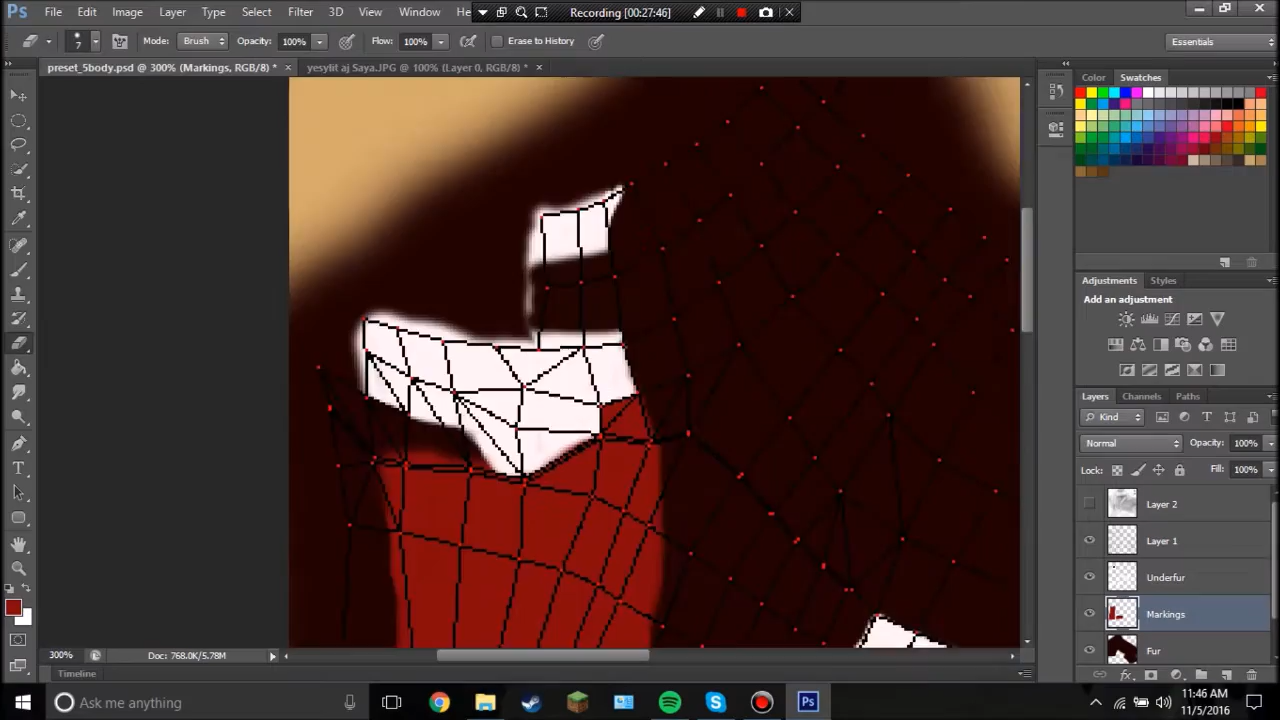 Ps File Edit Image Layer Type Select Filter 3D View Window He
Recording [00:27:46]
7 Mode: Brush Opacity: 100% Flow: 100% Erase to History Essentials
preset_5body.psd @ 300% (Markings, RGB/8) * × yesylit aj Saya.JPG @ 100% (Layer 0, RGB/8) * ×
Color Swatches
Adjustments Styles
Add an adjustment
Layers Channels Paths
Kind
Normal Opacity: 100%
Lock: Fill: 100%
Layer 2
Layer 1
Underfur
Markings
Fur
fx
300% Doc: 768.0K/5.78M
Timeline
Ask me anything
Ps
11:46 AM
11/5/2016